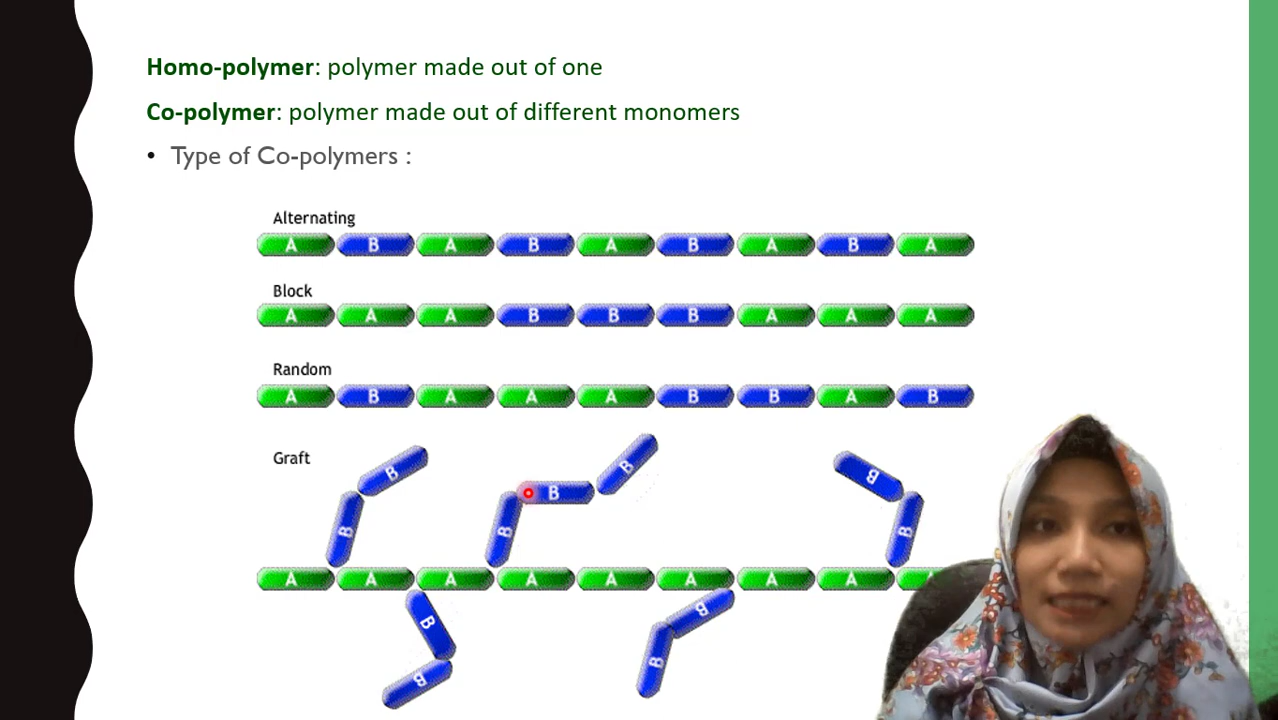 Homo-polymer: polymer made out of one
Co-polymer: polymer made out of different monomers
• Type of Co-polymers :
Alternating
A B A B A B A B A
Block
A A A B B B A A A
Random
A B A A A B B A B
Graft
B B B B B B B
A A A A A A A A A
B B B B